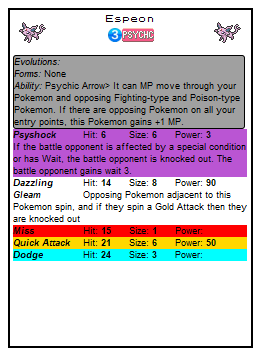 Espeon
3 PSYCHC
Evolutions:
Forms: None
Ability: Psychic Arrow> It can MP move through your
Pokemon and opposing Fighting-type and Poison-type
Pokemon. If there are opposing Pokemon on all your
entry points, this Pokemon gains +1 MP.
Psyshock Hit: 6 Size: 6 Power: 3
If the battle opponent is affected by a special condition
or has Wait, the battle opponent is knocked out. The
battle opponent gains wait 3.
Dazzling Hit: 14 Size: 8 Power: 90
Gleam Opposing Pokemon adjacent to this
Pokemon spin, and if they spin a Gold Attack then they
are knocked out
Miss Hit: 15 Size: 1 Power:
Quick Attack Hit: 21 Size: 6 Power: 50
Dodge Hit: 24 Size: 3 Power: